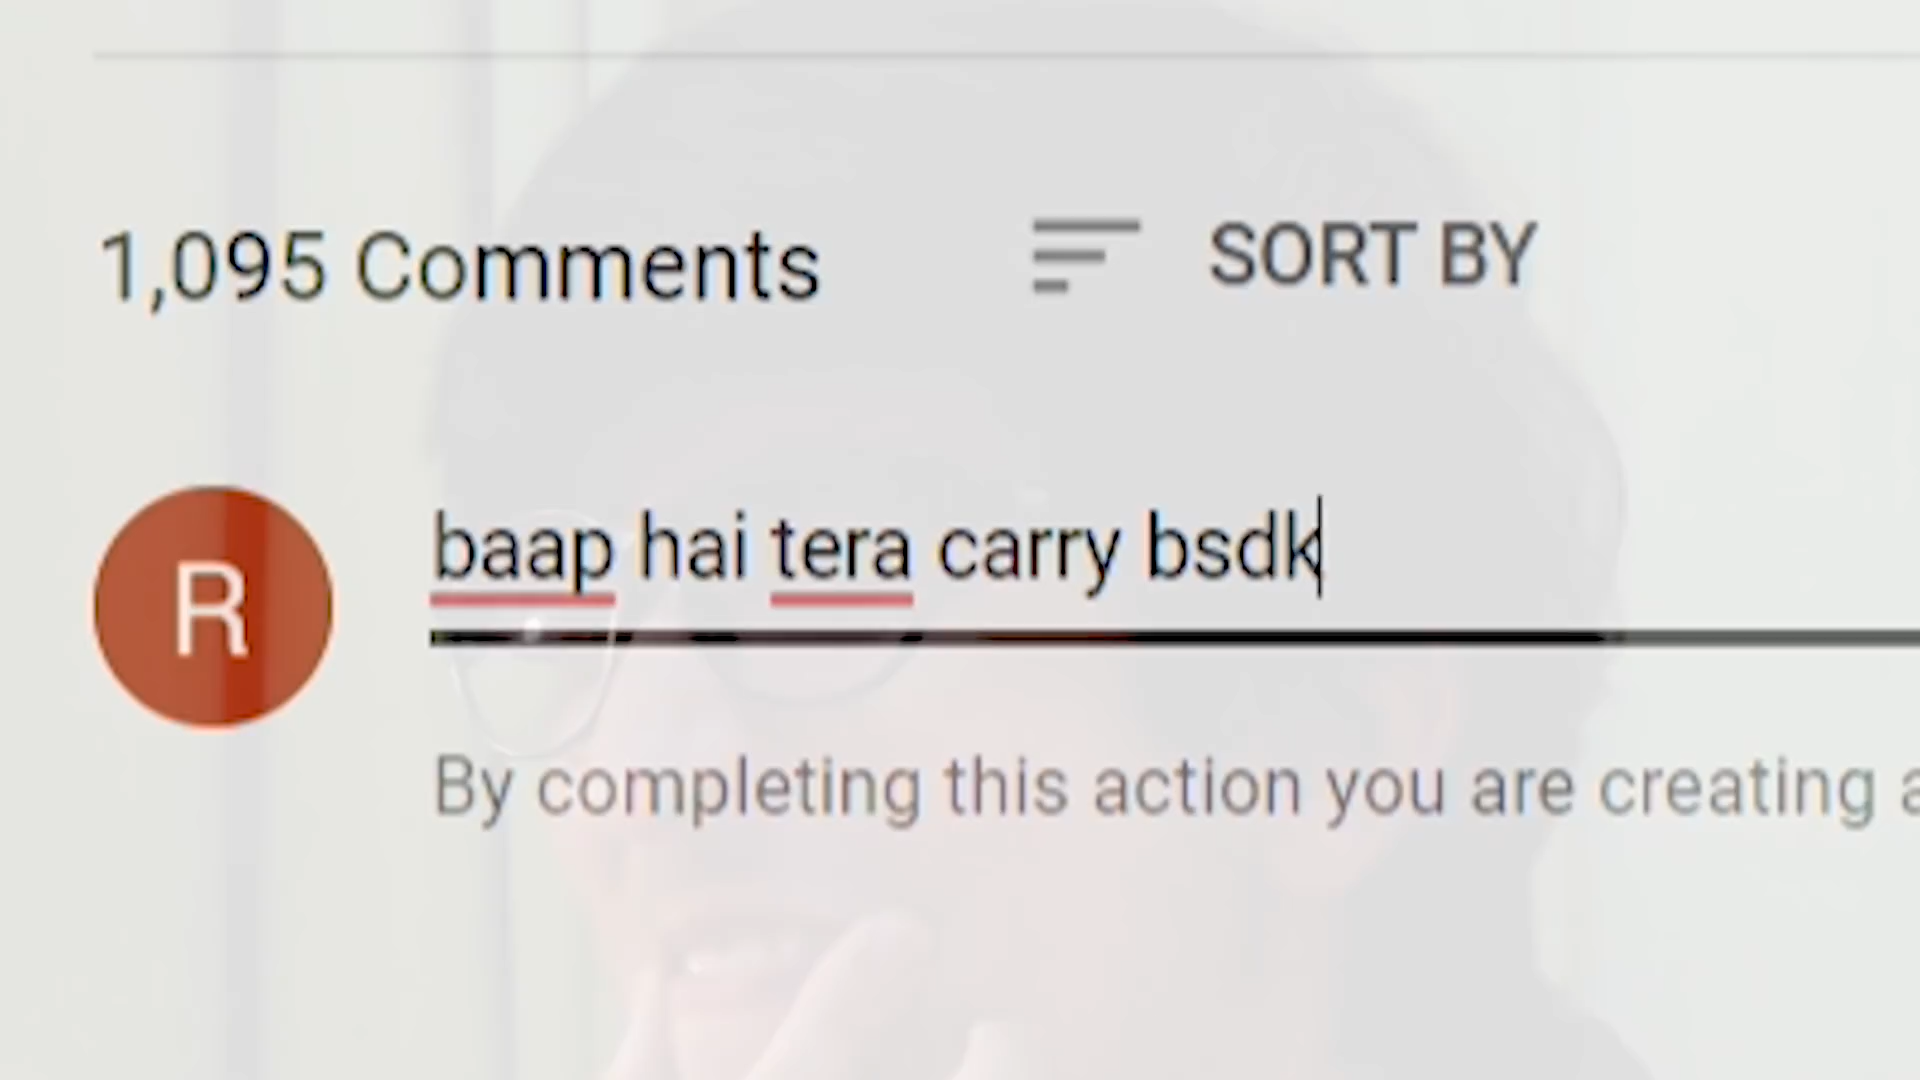 1,095 Comments SORT BY
R baap hai tera carry bsdk
By completing this action you are creating a